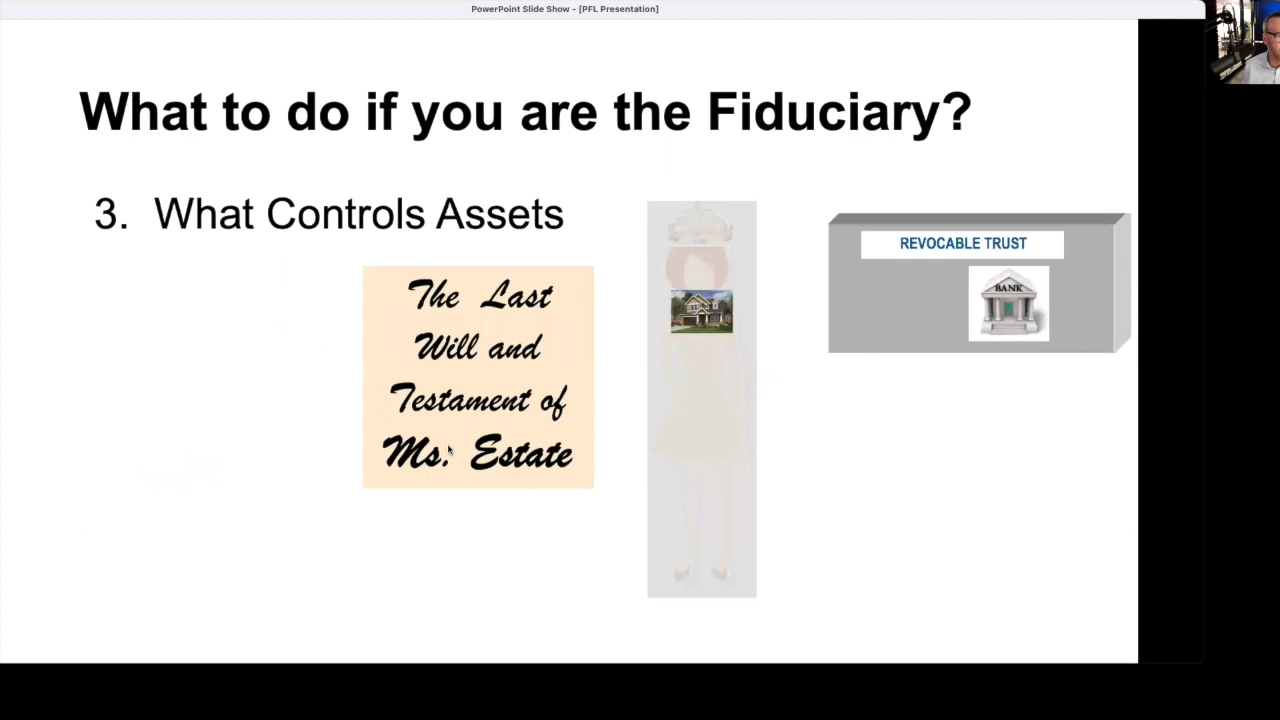 PowerPoint Slide Show - [PFL Presentation]
What to do if you are the Fiduciary?
3. What Controls Assets
The Last
Will and
Testament of
Ms. Estate
REVOCABLE TRUST
BANK